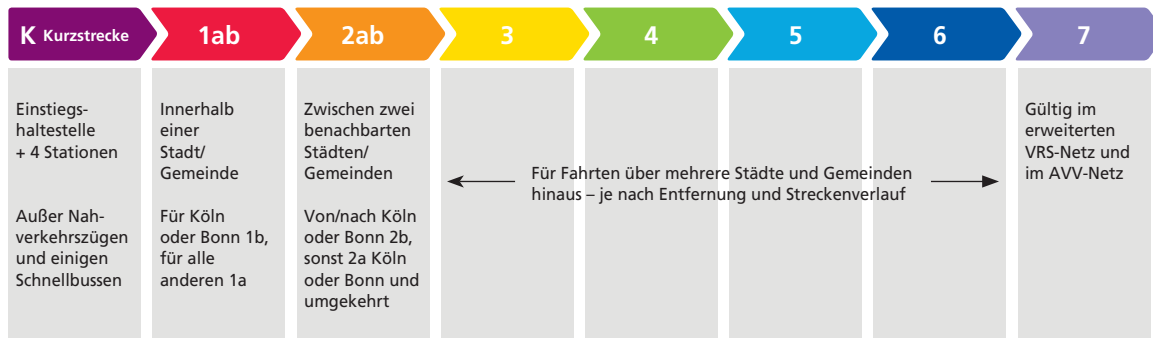 K Kurzstrecke
1ab
2ab
3
4
5
6
7
Einstiegs-
haltestelle
+ 4 Stationen
Außer Nah-
verkehrszügen
und einigen
Schnellbussen
Innerhalb
einer
Stadt/
Gemeinde
Für Köln
oder Bonn 1b,
für alle
anderen 1a
Zwischen zwei
benachbarten
Städten/
Gemeinden
Von/nach Köln
oder Bonn 2b,
sonst 2a Köln
oder Bonn und
umgekehrt
Für Fahrten über mehrere Städte und Gemeinden
hinaus – je nach Entfernung und Streckenverlauf
Gültig im
erweiterten
VRS-Netz und
im AVV-Netz